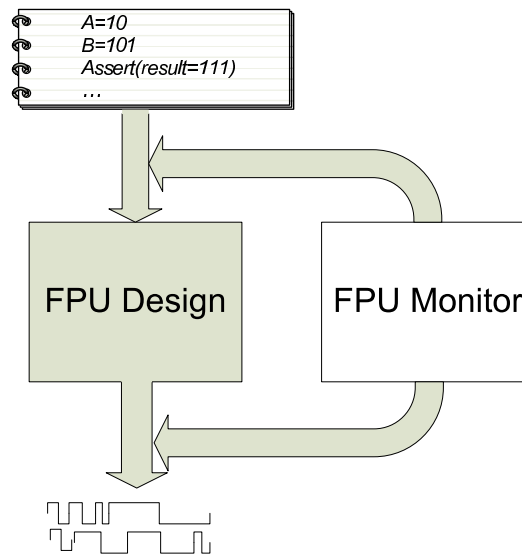 A=10
B=101
Assert(result=111)
...
FPU Design
FPU Monitor